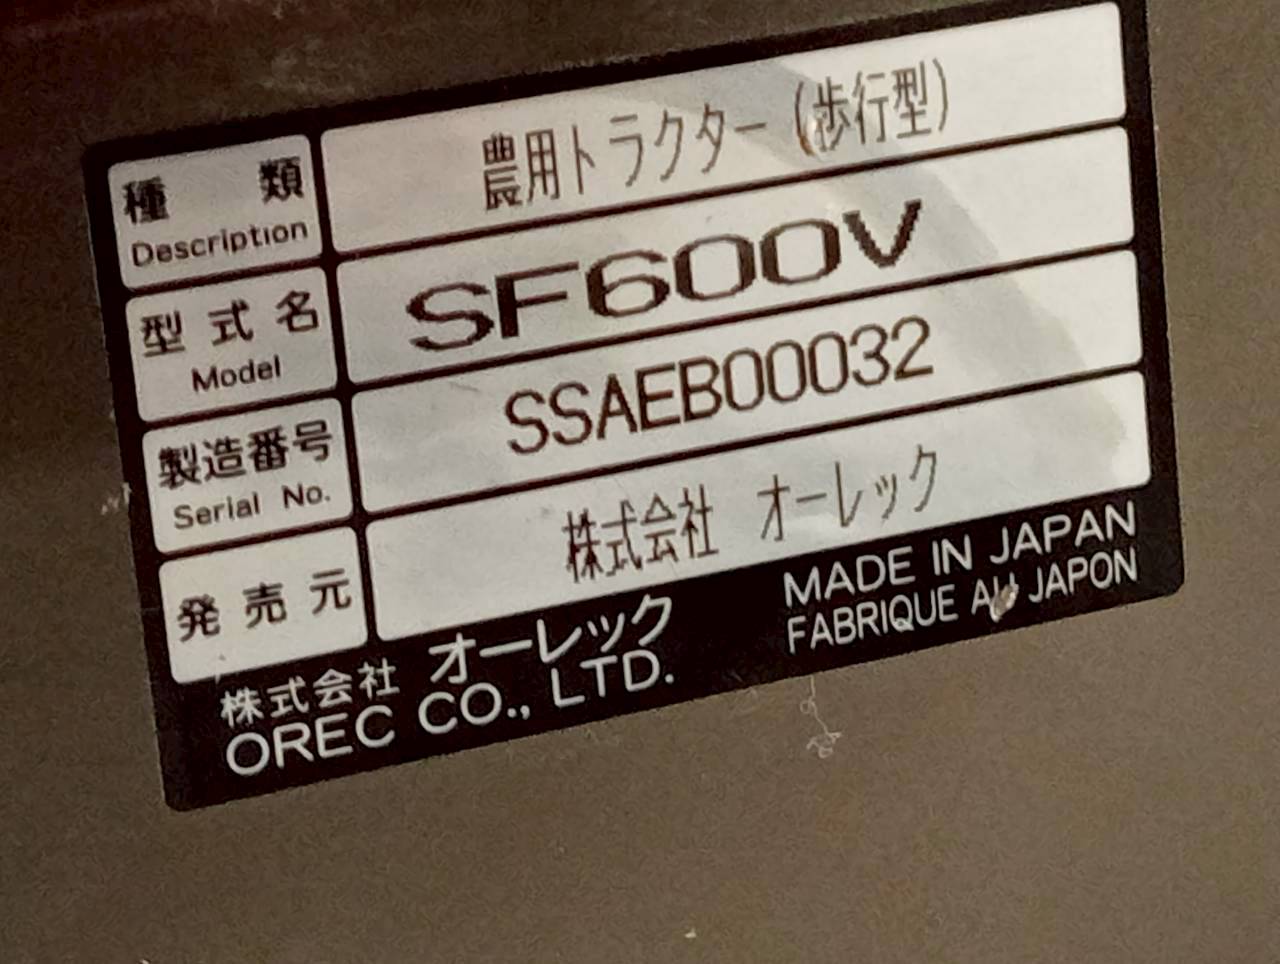 種類 農用トラクター(歩行型)
Description
型式名 SF600V
Model
製造番号 SSAEB00032
Serial No.
発売元 株式会社 オーレック
株式会社 オーレック MADE IN JAPAN
OREC CO., LTD. FABRIQUE AU JAPON